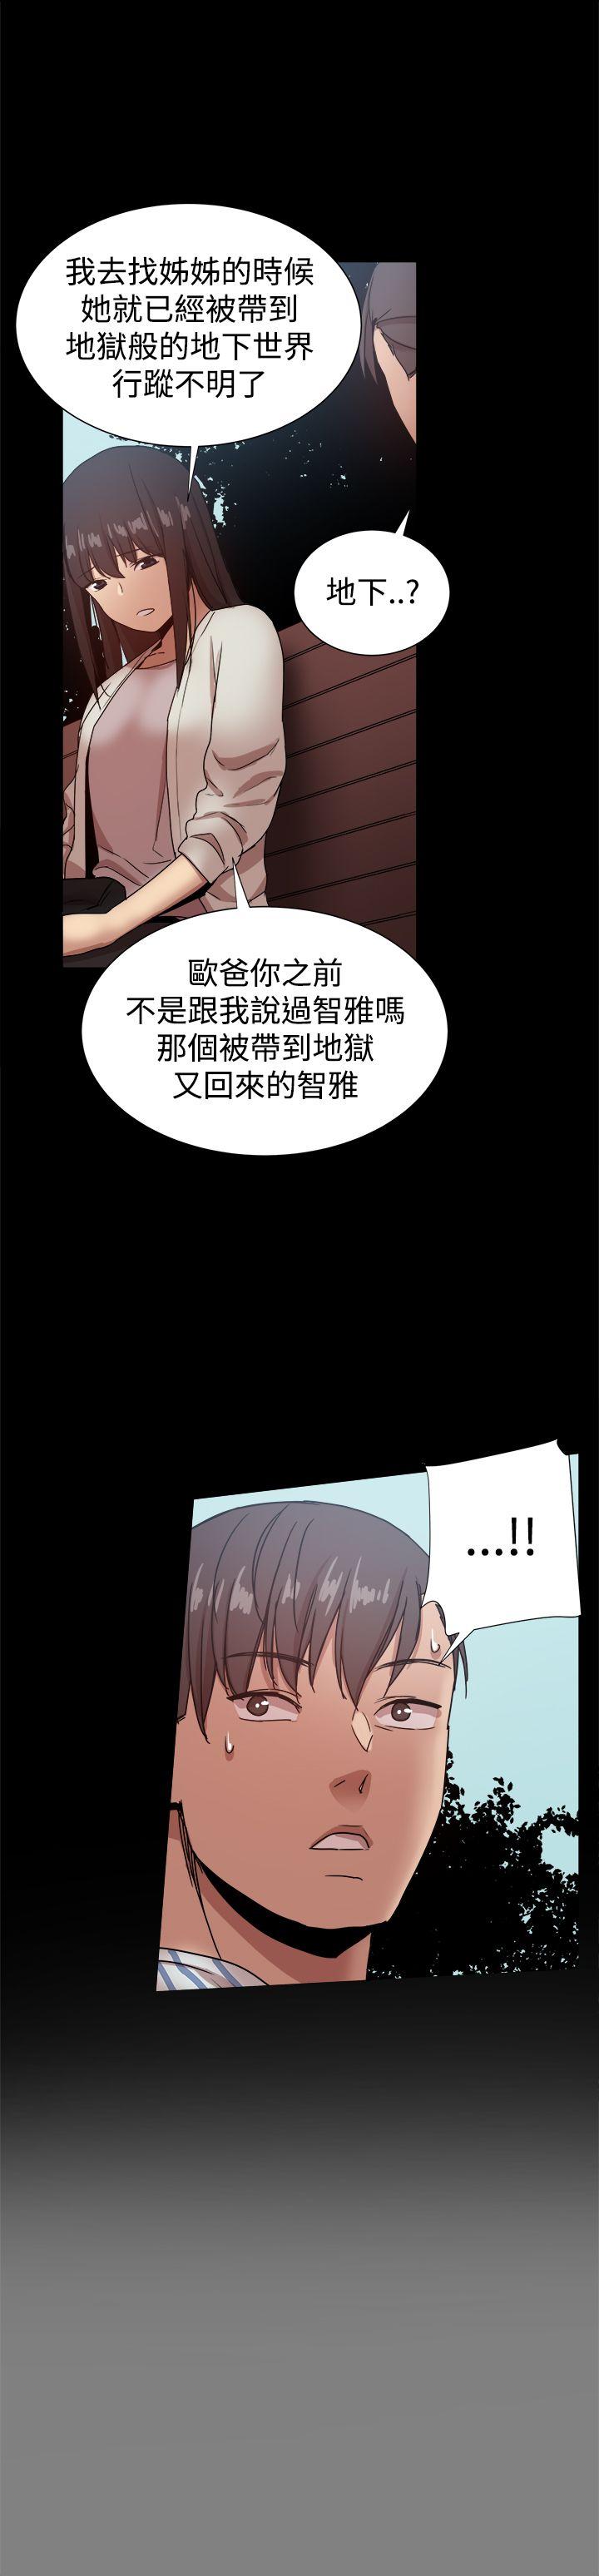 我去找姊姊的時候
她就已經被帶到
地獄般的地下世界
行蹤不明了
地下..?
歐爸你之前
不是跟我說過智雅嗎
那個被帶到地獄
又回來的智雅
...!!